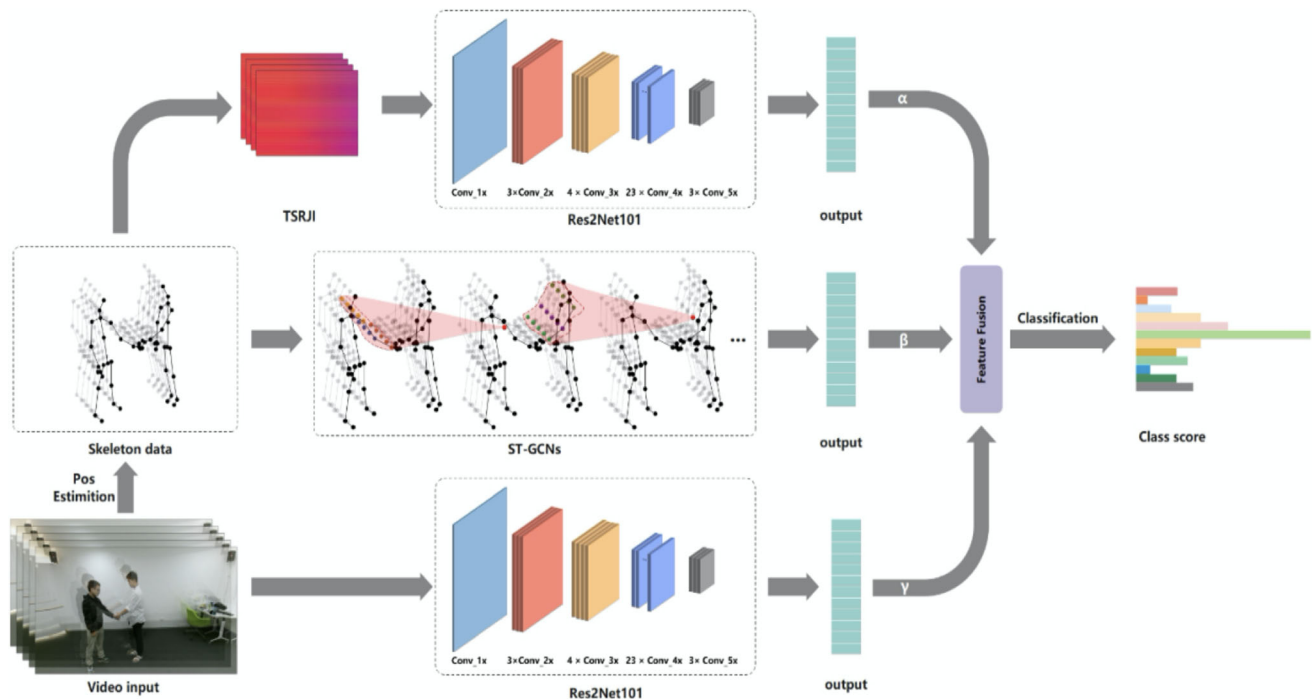 TSRJI
Conv_1x 3×Conv_2x 4 × Conv_3x 23 × Conv_4x 3× Conv_5x
Res2Net101
output
α
Skeleton data
ST-GCNs
...
output
β
Feature Fusion
Classification
Class score
Pos
Estimition
Video input
Conv_1x 3×Conv_2x 4 × Conv_3x 23 × Conv_4x 3× Conv_5x
Res2Net101
output
γ